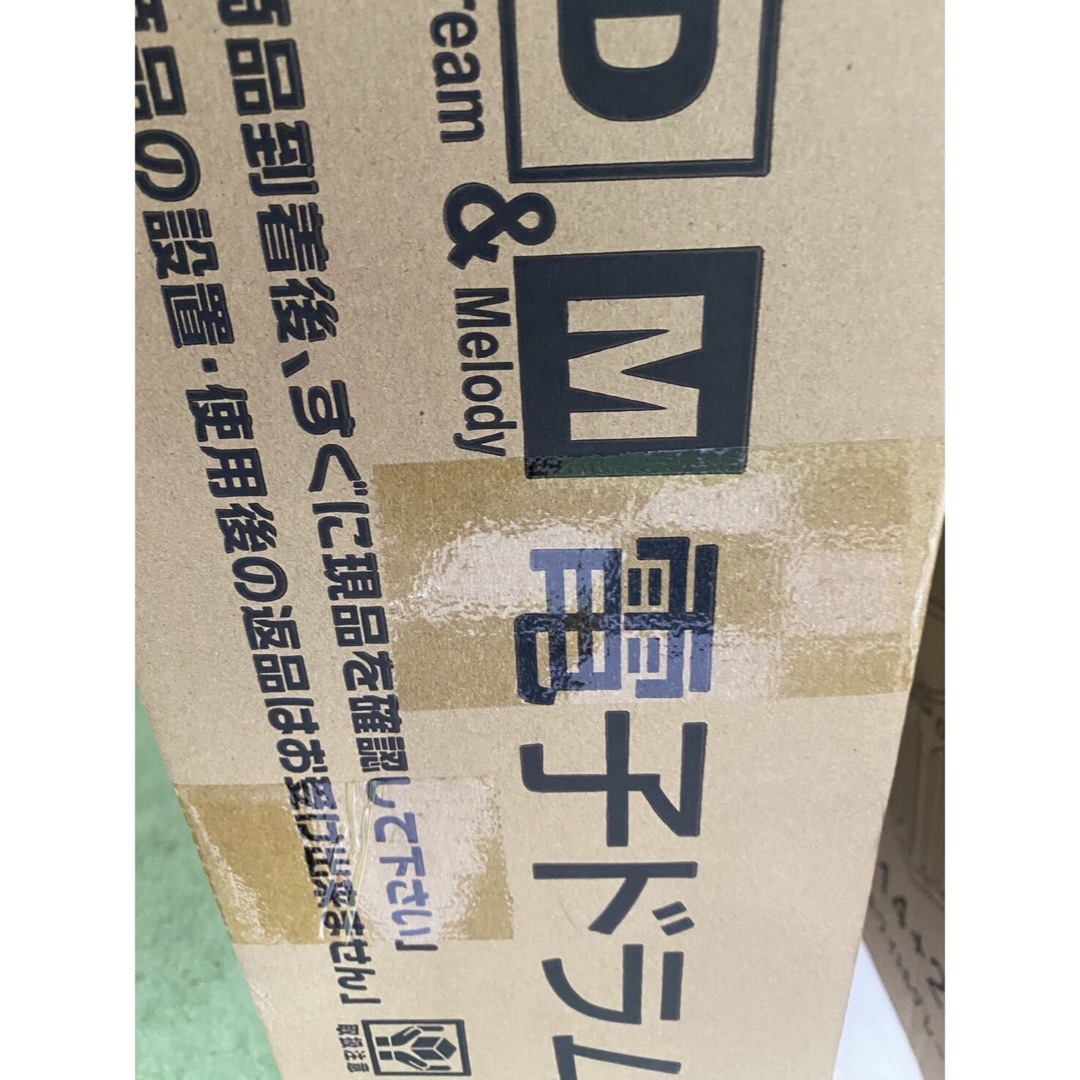 D&M
ream & Melody
電子ドラム
商品到着後、すぐに現品を確認して下さい」
商品の設置・使用後の返品はお受け出来ません」
取扱注意